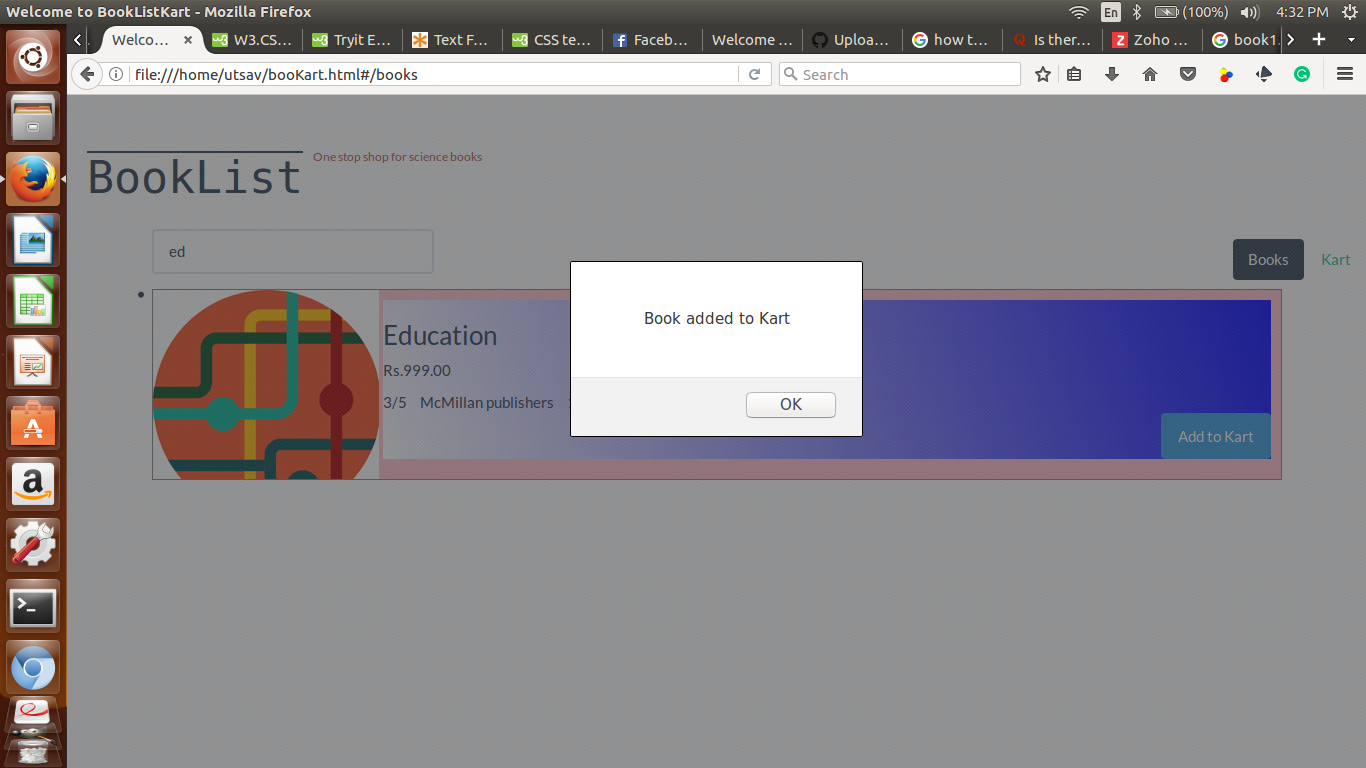 Welcome to BookListKart - Mozilla Firefox
En
(100%)
4:32 PM
Welco...
W3.CS...
Tryit E...
Text F...
CSS te...
Faceb...
Welcome ...
Uploa...
how t...
Is ther...
Zoho ...
book1.
file:///home/utsav/booKart.html#/books
Search
BookList
One stop shop for science books
ed
Books
Kart
Education
Rs.999.00
3/5
McMillan publishers
Add to Kart
Book added to Kart
OK